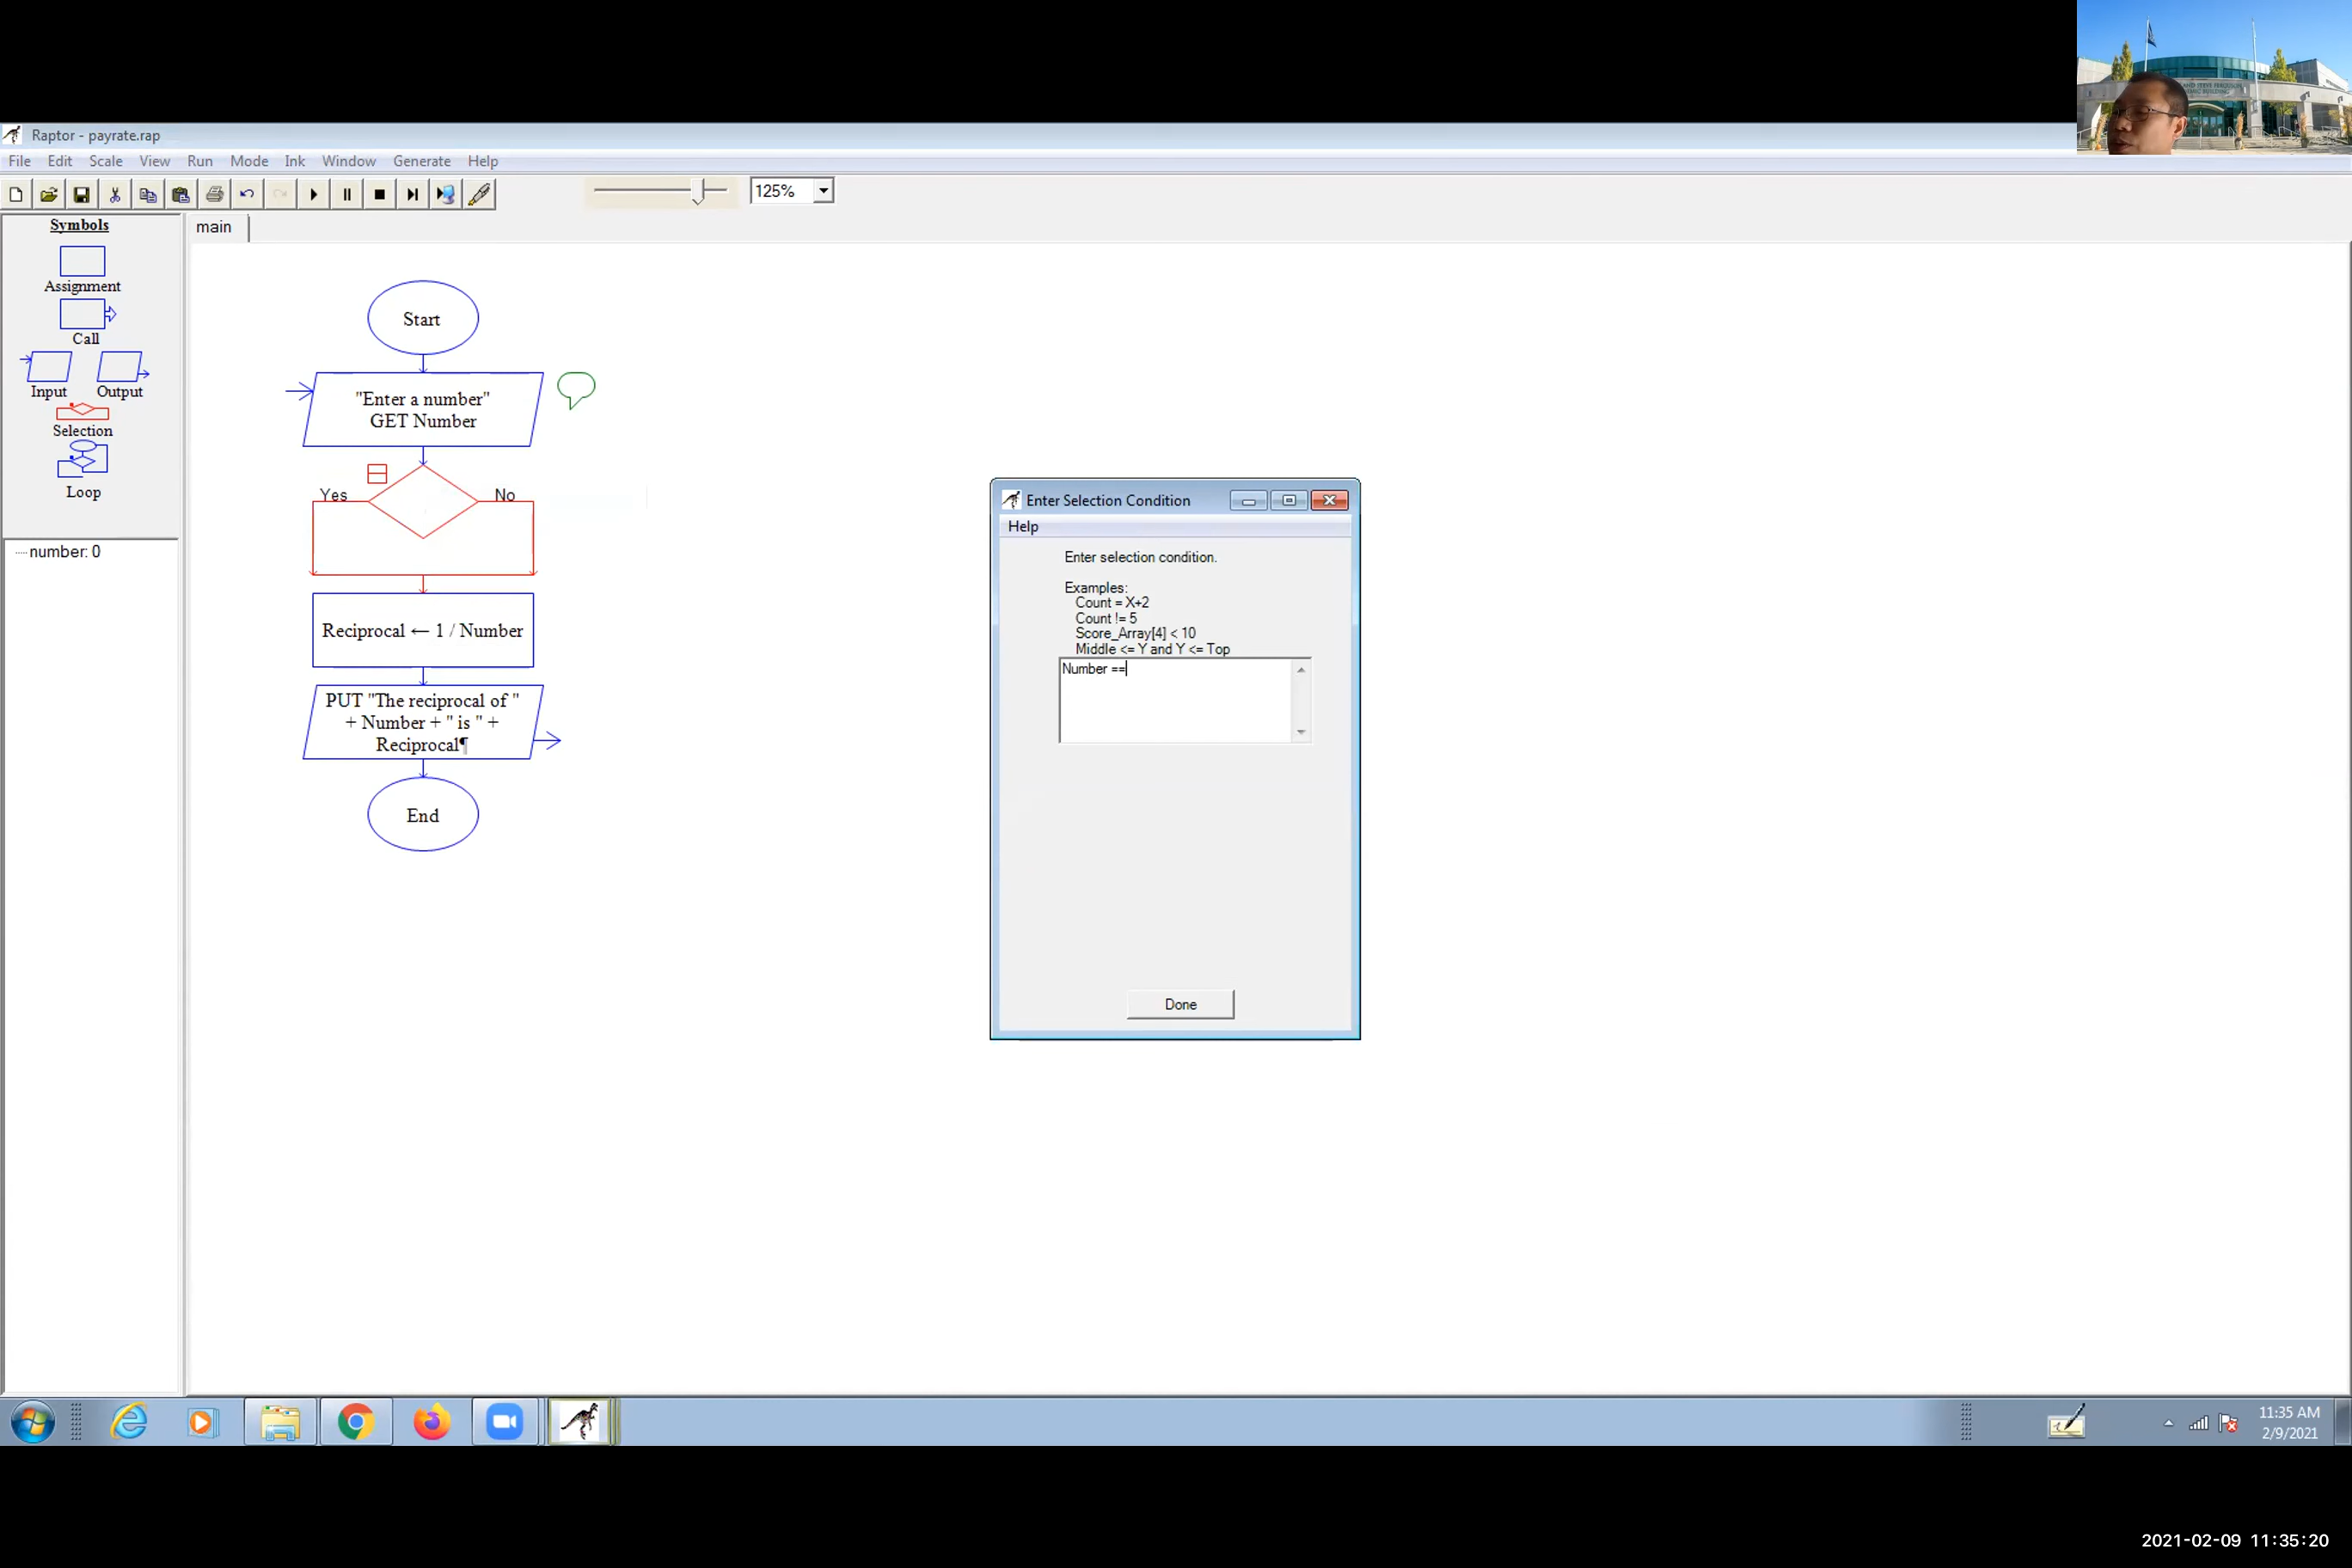 Raptor - payrate.rap
File Edit Scale View Run Mode Ink Window Generate Help
125%
Symbols
Assignment
Call
Input Output
Selection
Loop
number: 0
main
Start
"Enter a number"
GET Number
Yes No
Reciprocal ← 1 / Number
PUT "The reciprocal of "
+ Number + " is " +
Reciprocal¶
End
Enter Selection Condition
Help
Enter selection condition.
Examples:
Count = X+2
Count != 5
Score_Array[4] < 10
Middle <= Y and Y <= Top
Number ==
Done
11:35 AM
2/9/2021
2021-02-09 11:35:20